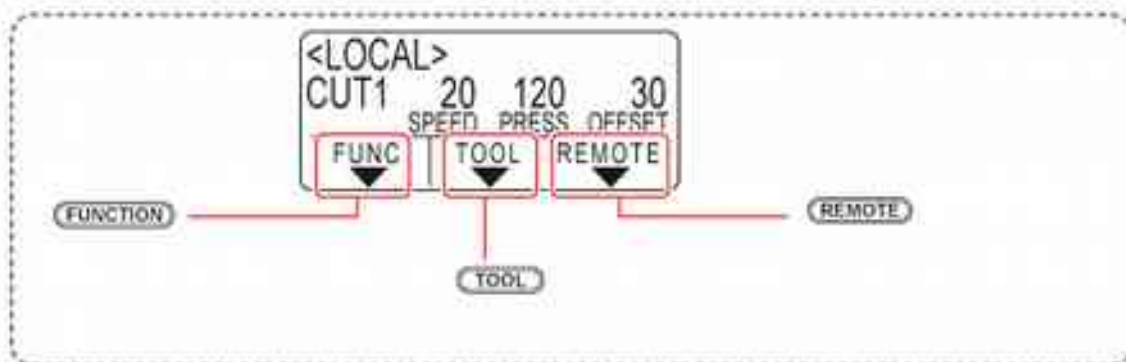 <LOCAL>
CUT1 20 120 30
SPEED PRESS OFFSET
FUNC TOOL REMOTE
FUNCTION
REMOTE
TOOL